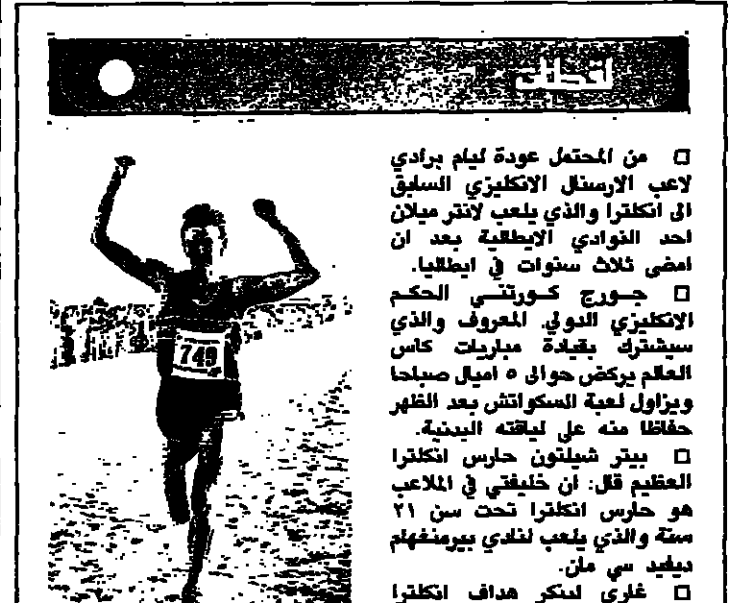 لقطات
□ من المحتمل عودة ليام برادي
لاعب الارسنال الانكليزي السابق
الى انكلترا والذي يلعب لانتر ميلان
احد النوادي الايطالية بعد ان
امضى ثلاث سنوات في ايطاليا.
□ جورج كورتني الحكم
الانكليزي الدولي المعروف والذي
سيشترك بقيادة مباريات كاس
العالم يركض حوالى ٥ اميال صباحا
ويزاول لعبة السكواتش بعد الظهر
حفاظا منه على لياقته البدنية.
□ بيتر شيلتون حارس انكلترا
العظيم قال: ان خليفتي في الملاعب
هو حارس انكلترا تحت سن ٢١
سنة والذي يلعب لنادي بيرمنغهام
ديفيد سي مان.
□ غاري لينكر هداف انكلترا
749